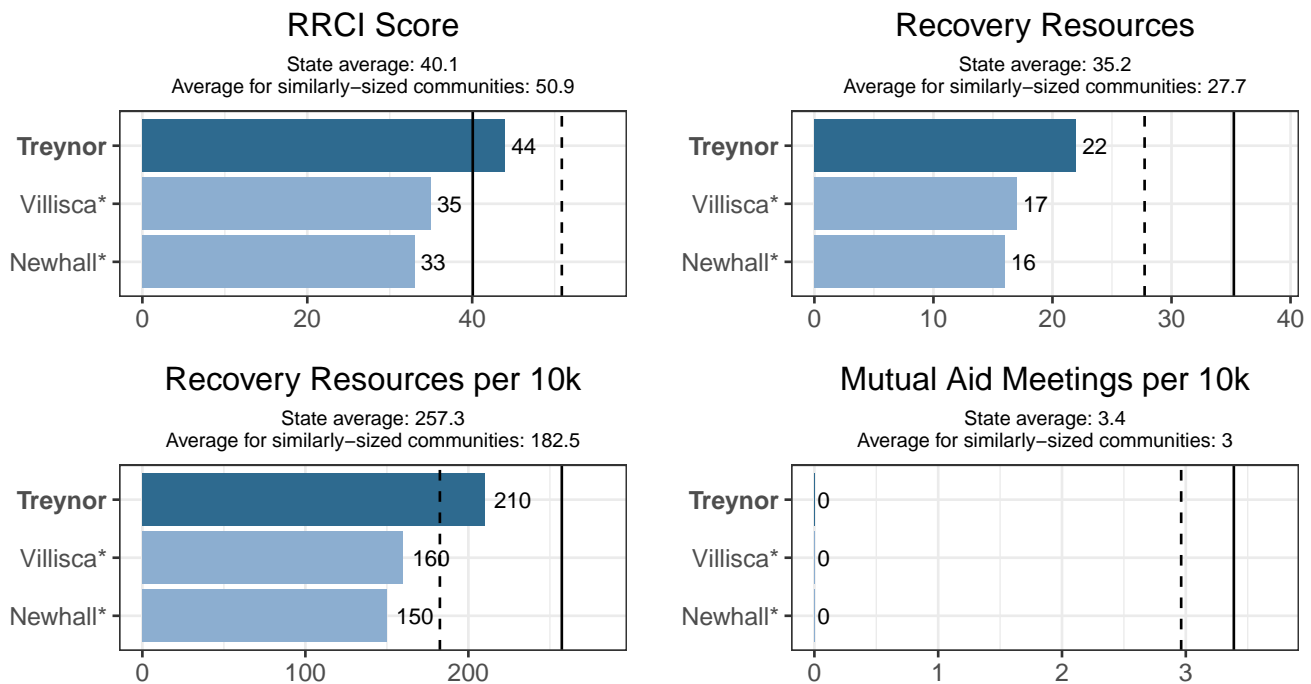 RRCI Score
State average: 40.1
Average for similarly−sized communities: 50.9
Treynor
44
Villisca*
35
Newhall*
33
0 20 40
Recovery Resources
State average: 35.2
Average for similarly−sized communities: 27.7
Treynor
22
Villisca*
17
Newhall*
16
0 10 20 30 40
Recovery Resources per 10k
State average: 257.3
Average for similarly−sized communities: 182.5
Treynor
210
Villisca*
160
Newhall*
150
0 100 200
Mutual Aid Meetings per 10k
State average: 3.4
Average for similarly−sized communities: 3
Treynor
0
Villisca*
0
Newhall*
0
0 1 2 3